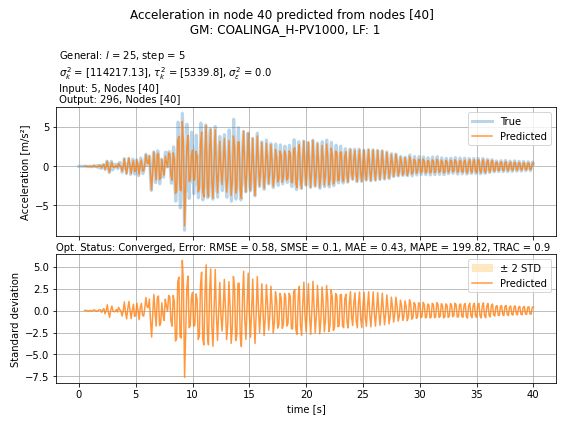 Acceleration in node 40 predicted from nodes [40]
GM: COALINGA_H-PV1000, LF: 1
General: l = 25, step = 5
σ²ₖ = [114217.13], τ²ₖ = [5339.8], σ²ε = 0.0
Input: 5, Nodes [40]
Output: 296, Nodes [40]
True
Predicted
5
0
−5
Acceleration [m/s²]
Opt. Status: Converged, Error: RMSE = 0.58, SMSE = 0.1, MAE = 0.43, MAPE = 199.82, TRAC = 0.9
± 2 STD
Predicted
5.0
2.5
0.0
−2.5
−5.0
−7.5
Standard deviation
0 5 10 15 20 25 30 35 40
time [s]